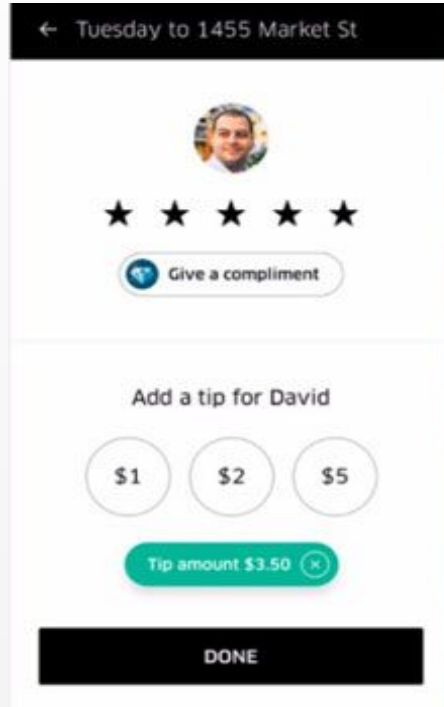 Tuesday to 1455 Market St
Give a compliment
Add a tip for David
$1 $2 $5
Tip amount $3.50
DONE